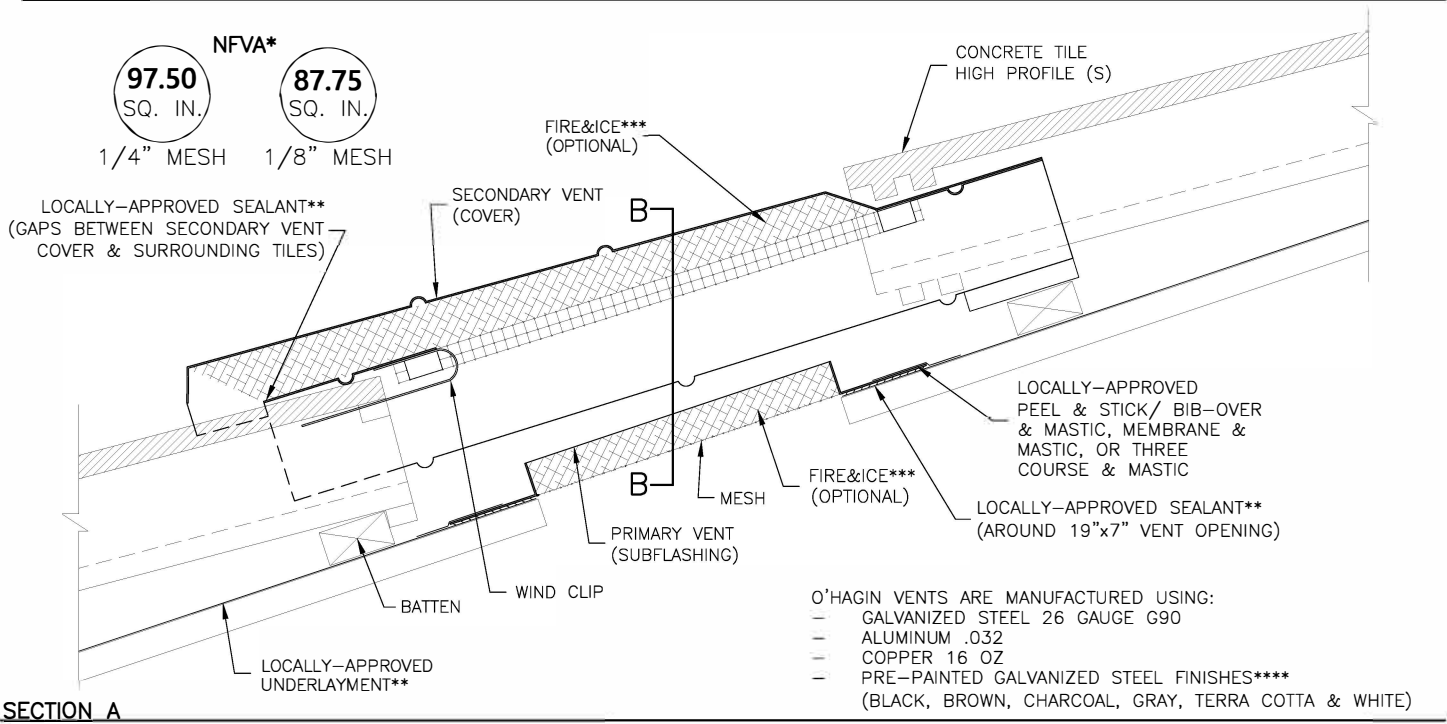 NFVA*
97.50
SQ. IN.
1/4" MESH
87.75
SQ. IN.
1/8" MESH
CONCRETE TILE
HIGH PROFILE (S)
FIRE&ICE***
(OPTIONAL)
SECONDARY VENT
(COVER)
LOCALLY-APPROVED SEALANT**
(GAPS BETWEEN SECONDARY VENT
COVER & SURROUNDING TILES)
B
B
LOCALLY-APPROVED
PEEL & STICK/ BIB-OVER
& MASTIC, MEMBRANE &
MASTIC, OR THREE
COURSE & MASTIC
FIRE&ICE***
(OPTIONAL)
MESH
LOCALLY-APPROVED SEALANT**
(AROUND 19"x7" VENT OPENING)
PRIMARY VENT
(SUBFLASHING)
WIND CLIP
BATTEN
LOCALLY-APPROVED
UNDERLAYMENT**
O'HAGIN VENTS ARE MANUFACTURED USING:
- GALVANIZED STEEL 26 GAUGE G90
- ALUMINUM .032
- COPPER 16 OZ
- PRE-PAINTED GALVANIZED STEEL FINISHES****
(BLACK, BROWN, CHARCOAL, GRAY, TERRA COTTA & WHITE)
SECTION A